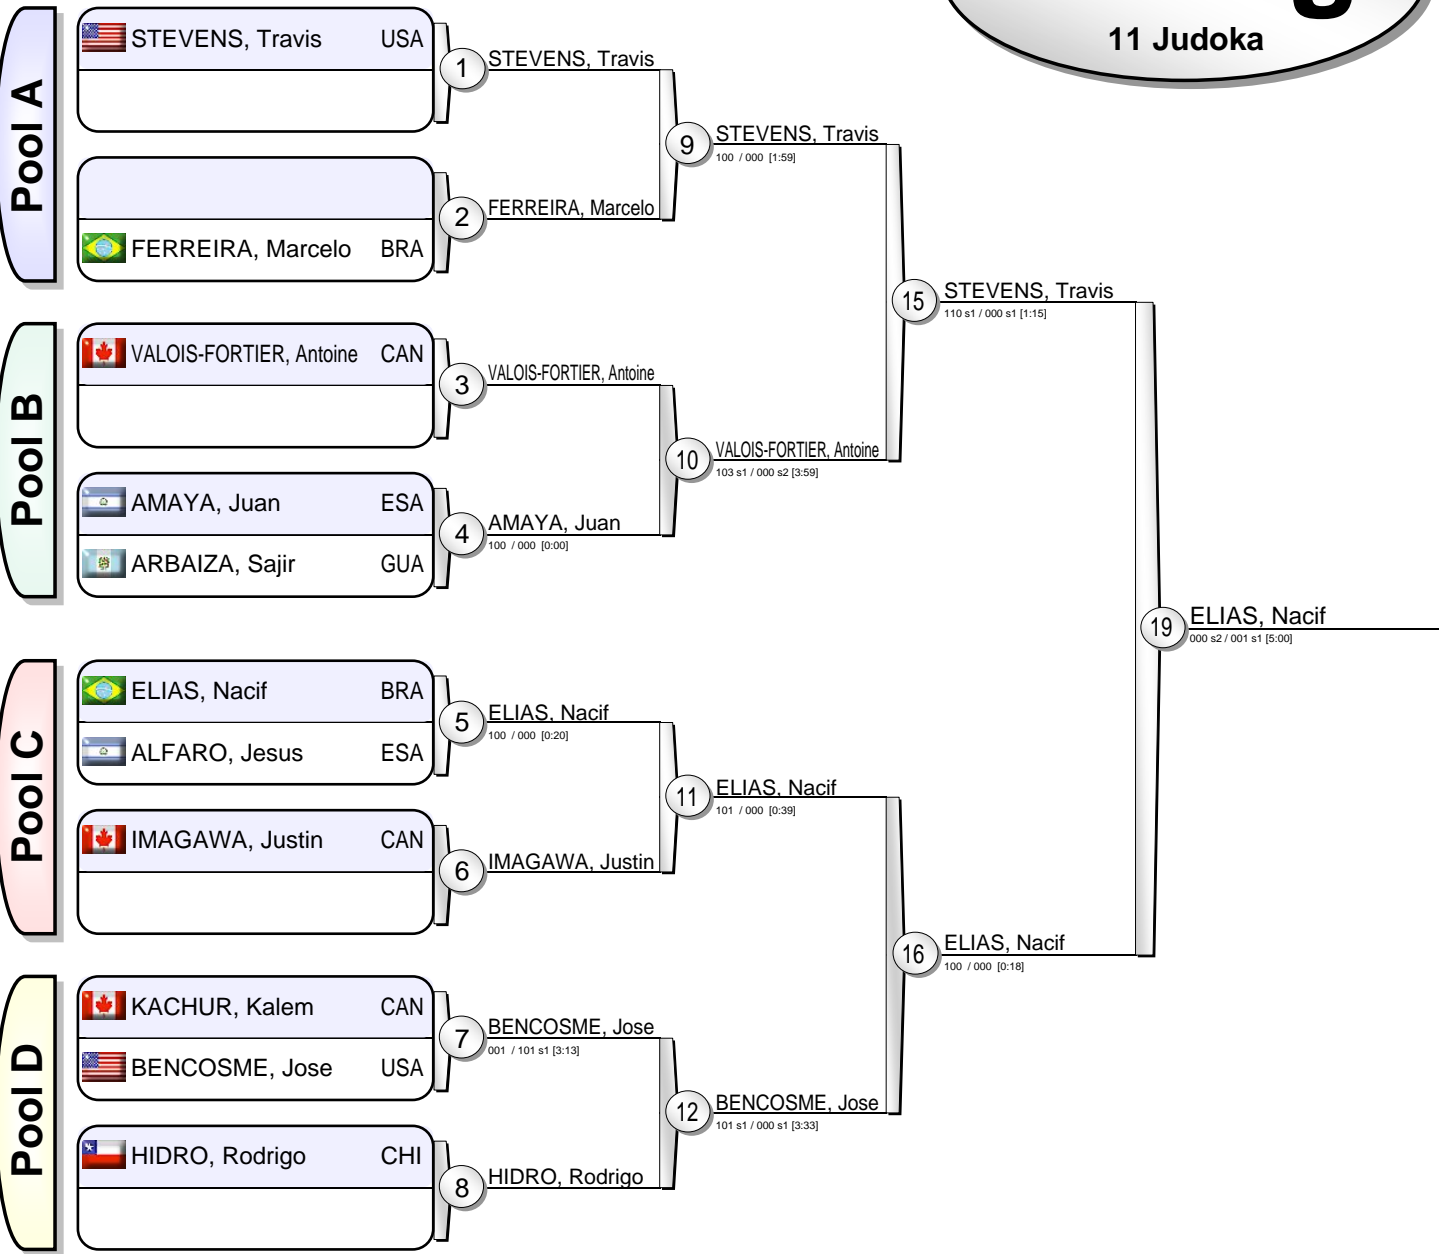 11 Judoka
Pool A
STEVENS, Travis USA
FERREIRA, Marcelo BRA
Pool B
VALOIS-FORTIER, Antoine CAN
AMAYA, Juan ESA
ARBAIZA, Sajir GUA
Pool C
ELIAS, Nacif BRA
ALFARO, Jesus ESA
IMAGAWA, Justin CAN
Pool D
KACHUR, Kalem CAN
BENCOSME, Jose USA
HIDRO, Rodrigo CHI
1 STEVENS, Travis
2 FERREIRA, Marcelo
3 VALOIS-FORTIER, Antoine
4 AMAYA, Juan
100 / 000 [0:00]
5 ELIAS, Nacif
100 / 000 [0:20]
6 IMAGAWA, Justin
7 BENCOSME, Jose
001 / 101 s1 [3:13]
8 HIDRO, Rodrigo
9 STEVENS, Travis
100 / 000 [1:59]
10 VALOIS-FORTIER, Antoine
103 s1 / 000 s2 [3:59]
11 ELIAS, Nacif
101 / 000 [0:39]
12 BENCOSME, Jose
101 s1 / 000 s1 [3:33]
15 STEVENS, Travis
110 s1 / 000 s1 [1:15]
16 ELIAS, Nacif
100 / 000 [0:18]
19 ELIAS, Nacif
000 s2 / 001 s1 [5:00]